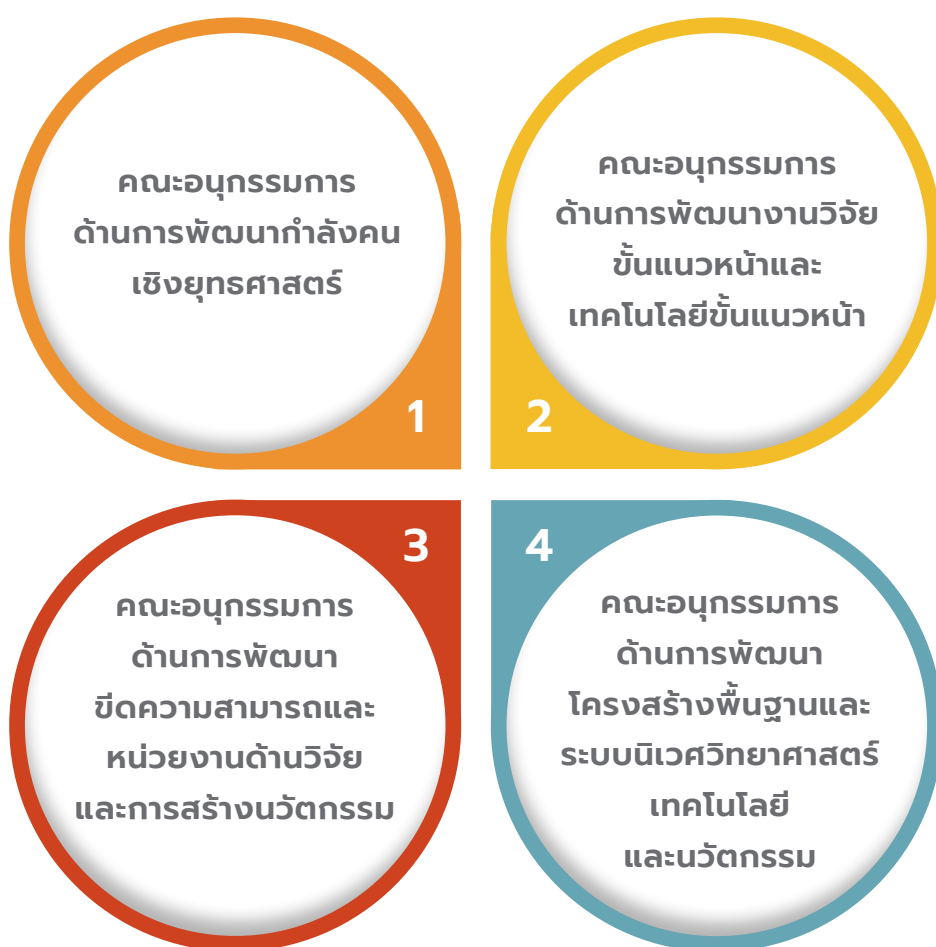 คณะอนุกรรมการ
ด้านการพัฒนากำลังคน
เชิงยุทธศาสตร์
1
คณะอนุกรรมการ
ด้านการพัฒนางานวิจัย
ขั้นแนวหน้าและ
เทคโนโลยีขั้นแนวหน้า
2
3
คณะอนุกรรมการ
ด้านการพัฒนา
ขีดความสามารถและ
หน่วยงานด้านวิจัย
และการสร้างนวัตกรรม
4
คณะอนุกรรมการ
ด้านการพัฒนา
โครงสร้างพื้นฐานและ
ระบบนิเวศวิทยาศาสตร์
เทคโนโลยี
และนวัตกรรม